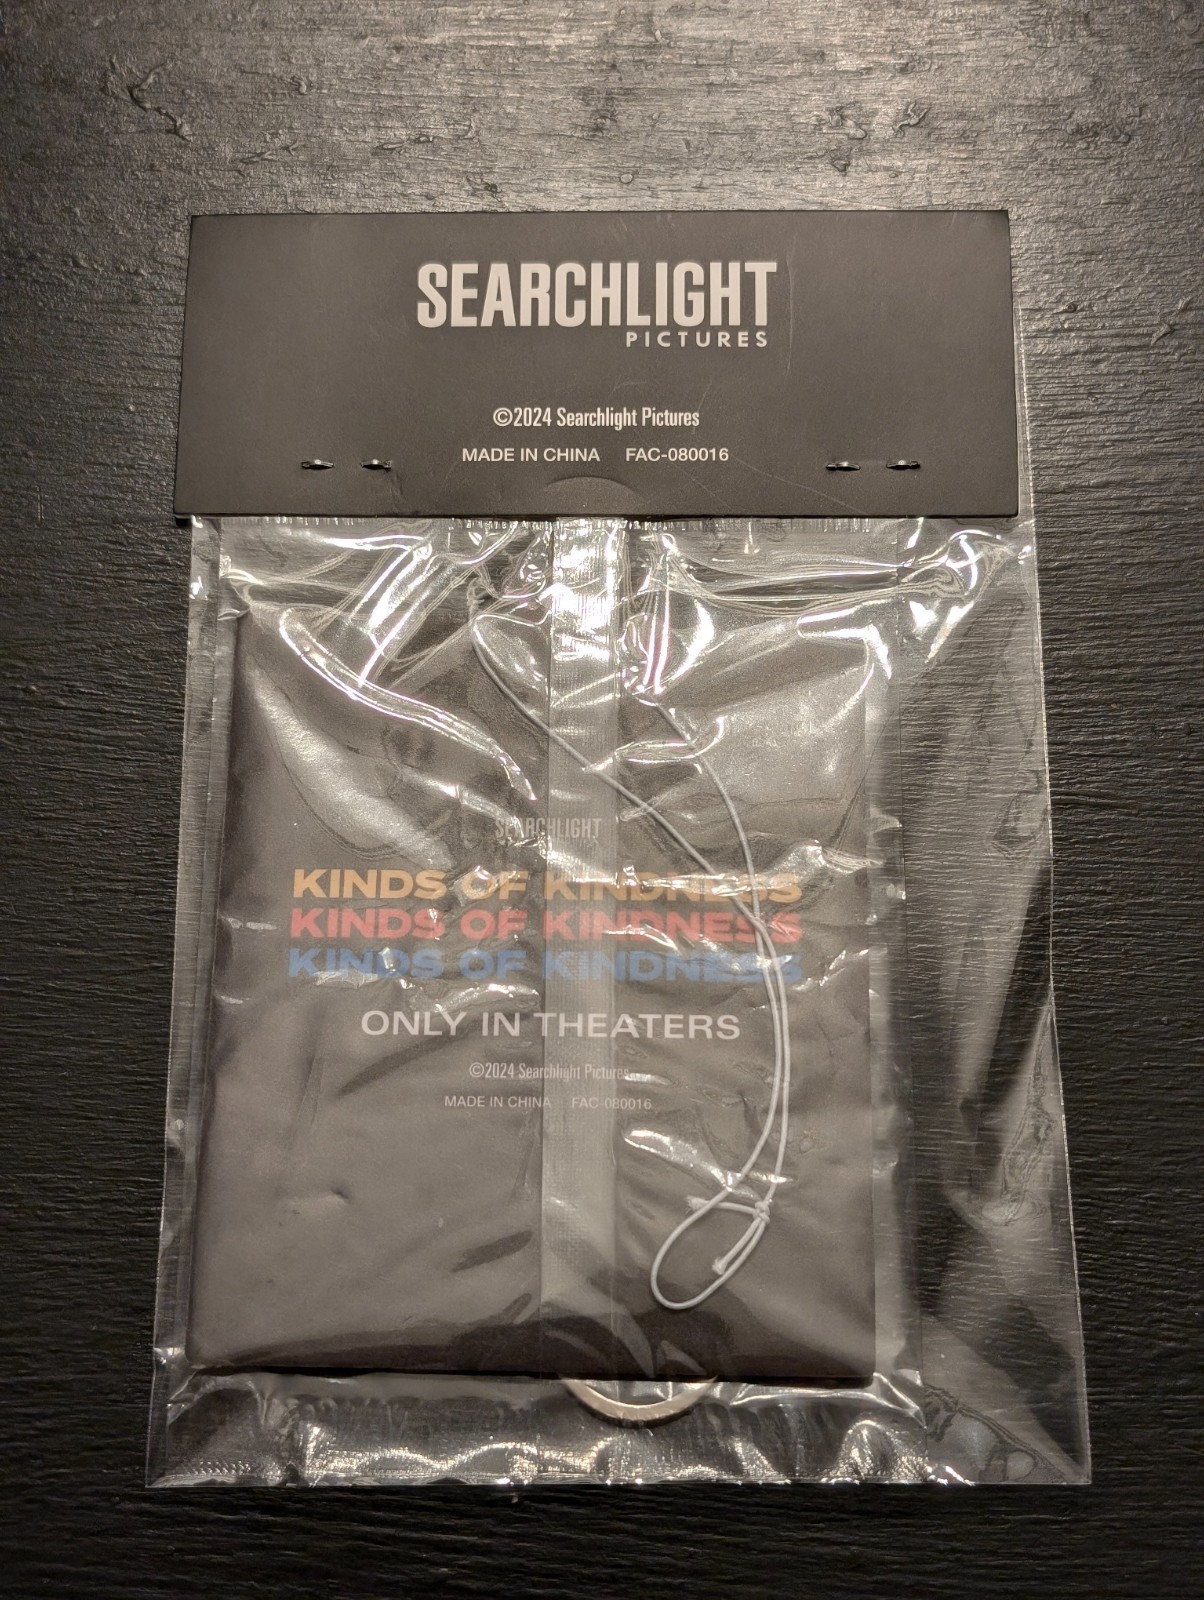 SEARCHLIGHT
PICTURES
©2024 Searchlight Pictures
MADE IN CHINA FAC-080016
SEARCHLIGHT
KINDS OF KINDNESS
KINDS OF KINDNESS
KINDS OF KINDNESS
ONLY IN THEATERS
©2024 Searchlight Pictures
MADE IN CHINA FAC-080016